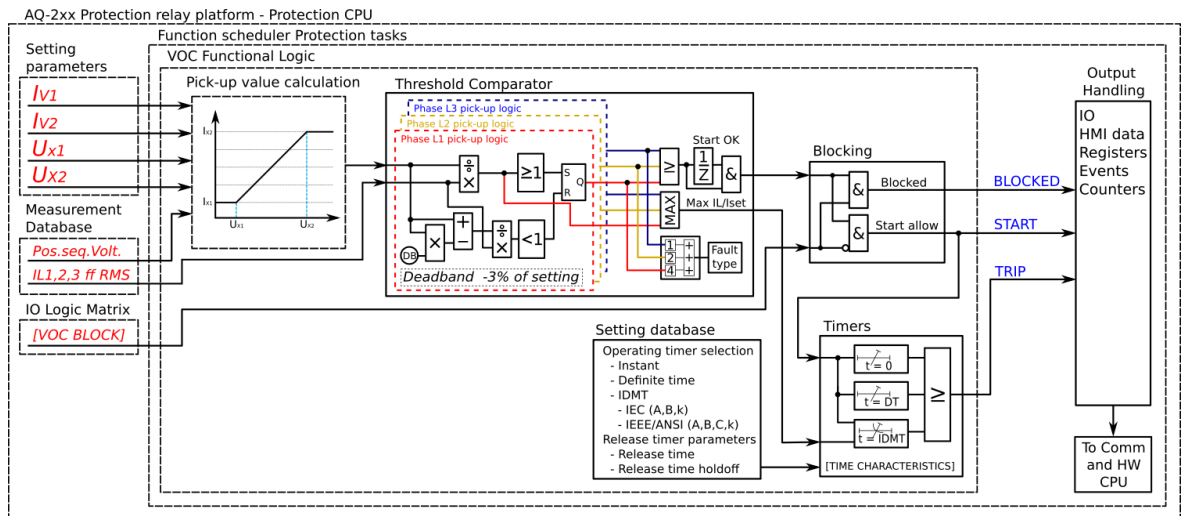 AQ-2xx Protection relay platform - Protection CPU
Function scheduler Protection tasks
VOC Functional Logic
Setting
parameters
IV1
IV2
Ux1
UX2
Measurement
Database
Pos.seq.Volt.
IL1,2,3 ff RMS
IO Logic Matrix
[VOC BLOCK]
Pick-up value calculation
IX2
IX1
UX1
UX2
Threshold Comparator
Phase L3 pick-up logic
Phase L2 pick-up logic
Phase L1 pick-up logic
÷
×
≥1
S
Q
R
×
+
−
÷
×
<1
DB
Deadband -3% of setting
≥
Start OK
1
Z
&
MAX
Max IL/Iset
1 +
2 +
4 +
Fault
type
Blocking
&
Blocked
&
Start allow
BLOCKED
START
TRIP
Setting database
Operating timer selection
- Instant
- Definite time
- IDMT
- IEC (A,B,k)
- IEEE/ANSI (A,B,C,k)
Release timer parameters
- Release time
- Release time holdoff
Timers
t = 0
t = DT
t = IDMT
≥
[TIME CHARACTERISTICS]
Output
Handling
IO
HMI data
Registers
Events
Counters
To Comm
and HW
CPU